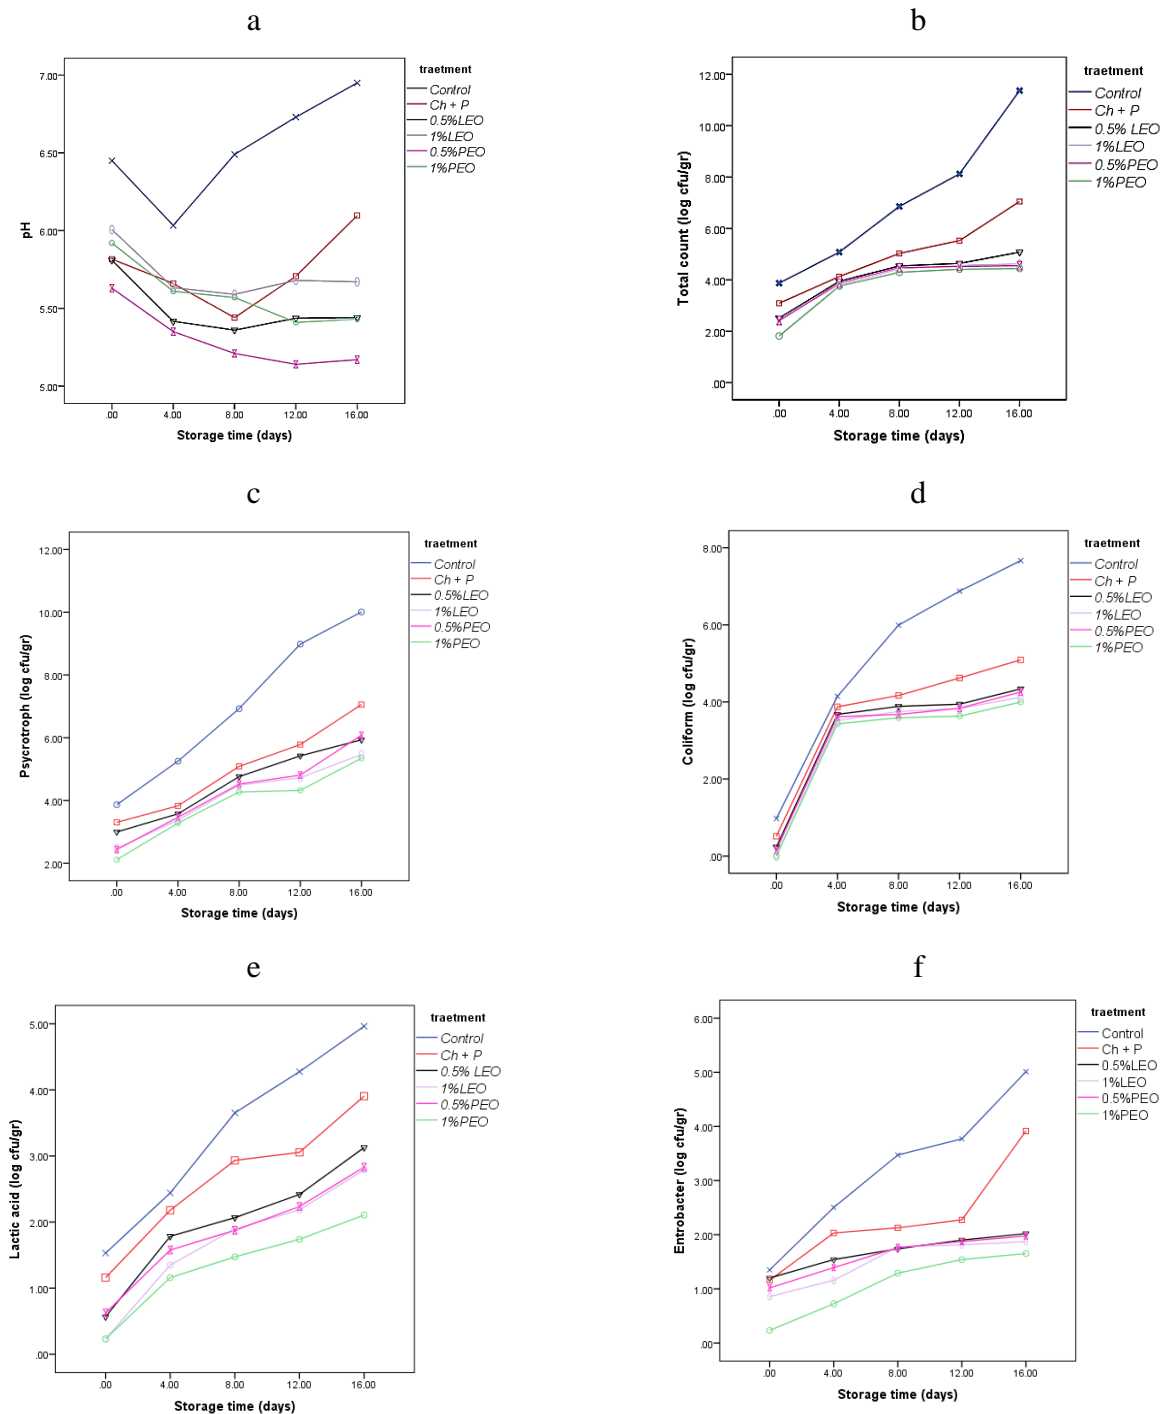 a
traetment
Control
Ch + P
0.5%LEO
1%LEO
0.5%PEO
1%PEO
pH
7.00
6.50
6.00
5.50
5.00
.00 4.00 8.00 12.00 16.00
Storage time (days)
b
traetment
Control
Ch + P
0.5% LEO
1%LEO
0.5%PEO
1%PEO
Total count (log cfu/gr)
12.00
10.00
8.00
6.00
4.00
2.00
.00
.00 4.00 8.00 12.00 16.00
Storage time (days)
c
traetment
Control
Ch + P
0.5%LEO
1%LEO
0.5%PEO
1%PEO
Psycrotroph (log cfu/gr)
12.00
10.00
8.00
6.00
4.00
2.00
.00 4.00 8.00 12.00 16.00
Storage time (days)
d
traetment
Control
Ch + P
0.5%LEO
1%LEO
0.5%PEO
1%PEO
Coliform (log cfu/gr)
8.00
6.00
4.00
2.00
.00
.00 4.00 8.00 12.00 16.00
Storage time (days)
e
traetment
Control
Ch + P
0.5% LEO
1%LEO
0.5%PEO
1%PEO
Lactic acid (log cfu/gr)
5.00
4.00
3.00
2.00
1.00
.00
.00 4.00 8.00 12.00 16.00
Storage time (days)
f
traetment
Control
Ch + P
0.5%LEO
1%LEO
0.5%PEO
1%PEO
Entrobacter (log cfu/gr)
6.00
5.00
4.00
3.00
2.00
1.00
.00
.00 4.00 8.00 12.00 16.00
Storage time (days)